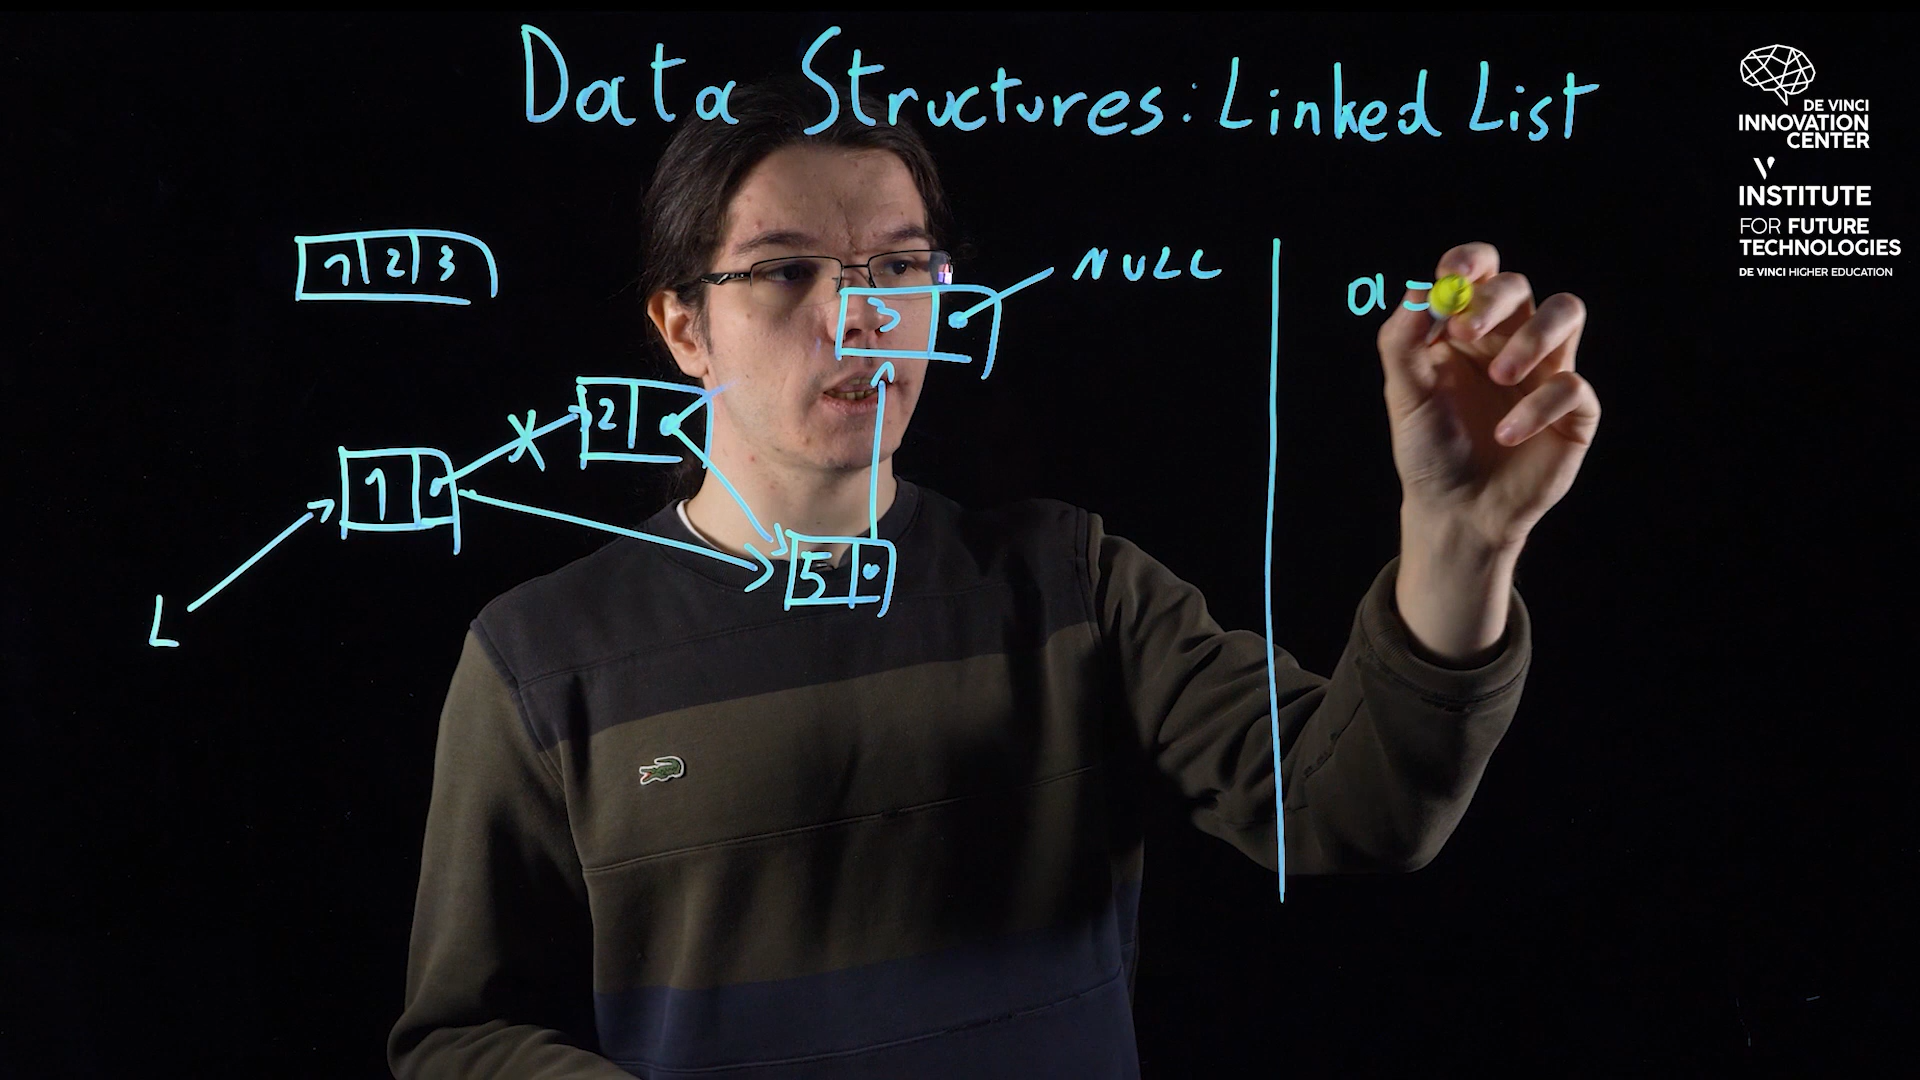 Data Structures: Linked List
DE VINCI
INNOVATION
CENTER
INSTITUTE
FOR FUTURE
TECHNOLOGIES
DE VINCI HIGHER EDUCATION
1 2 3
NULL
3
a =
2
1
5
L